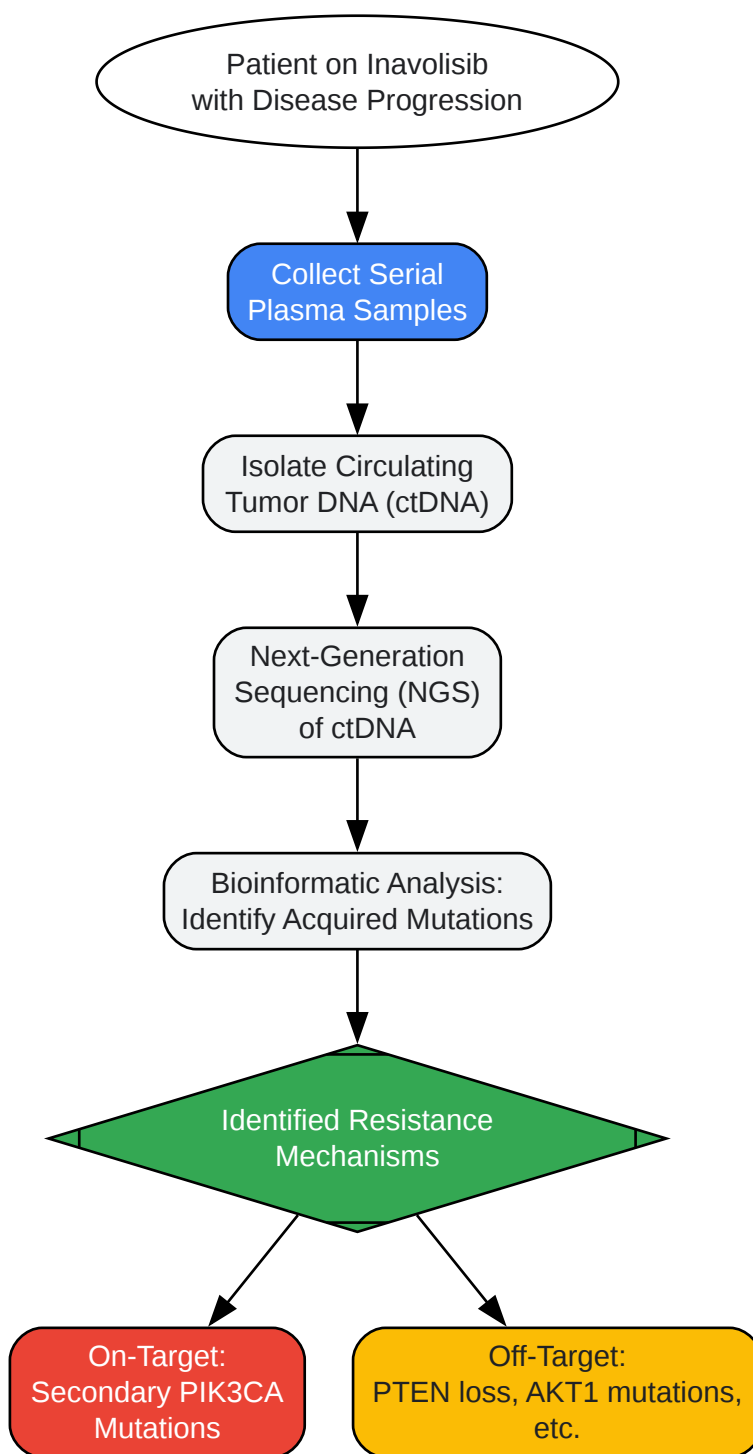 Patient on Inavolisib
with Disease Progression
Collect Serial
Plasma Samples
Isolate Circulating
Tumor DNA (ctDNA)
Next-Generation
Sequencing (NGS)
of ctDNA
Bioinformatic Analysis:
Identify Acquired Mutations
Identified Resistance
Mechanisms
On-Target:
Secondary PIK3CA
Mutations
Off-Target:
PTEN loss, AKT1 mutations,
etc.